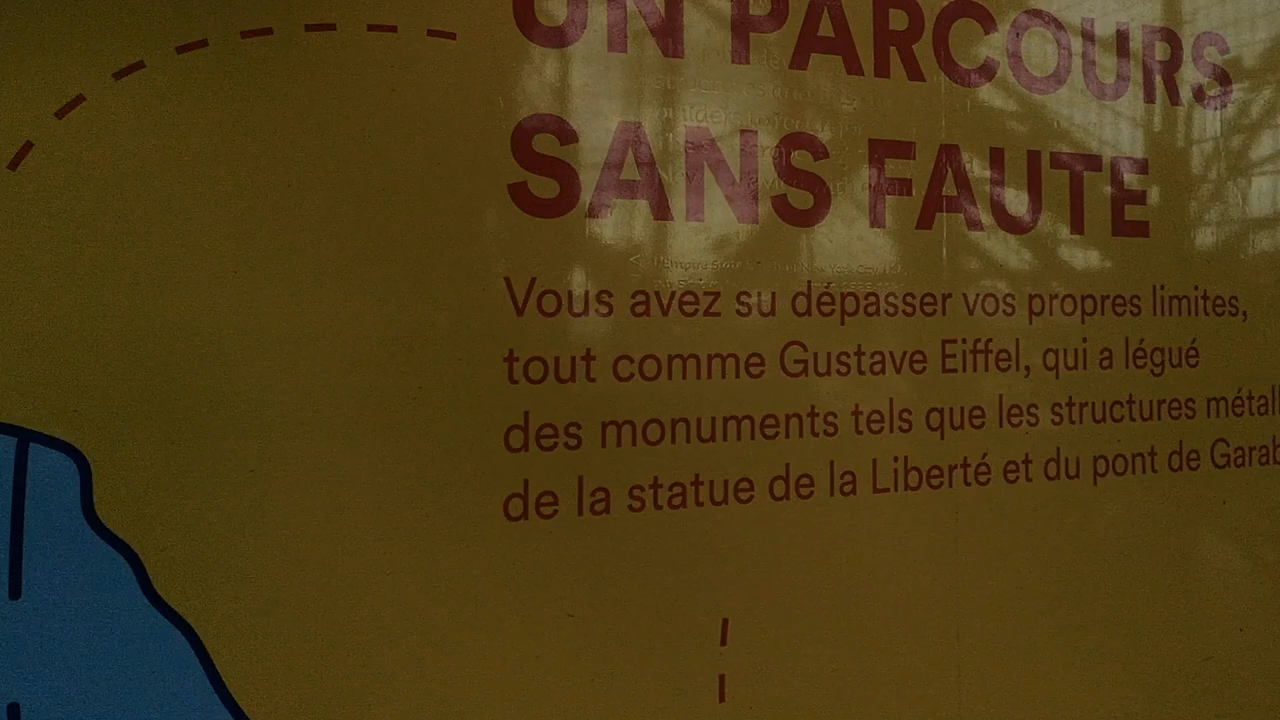 UN PARCOURS
SANS FAUTE
Vous avez su dépasser vos propres limites,
tout comme Gustave Eiffel, qui a légué
des monuments tels que les structures métal
de la statue de la Liberté et du pont de Garab